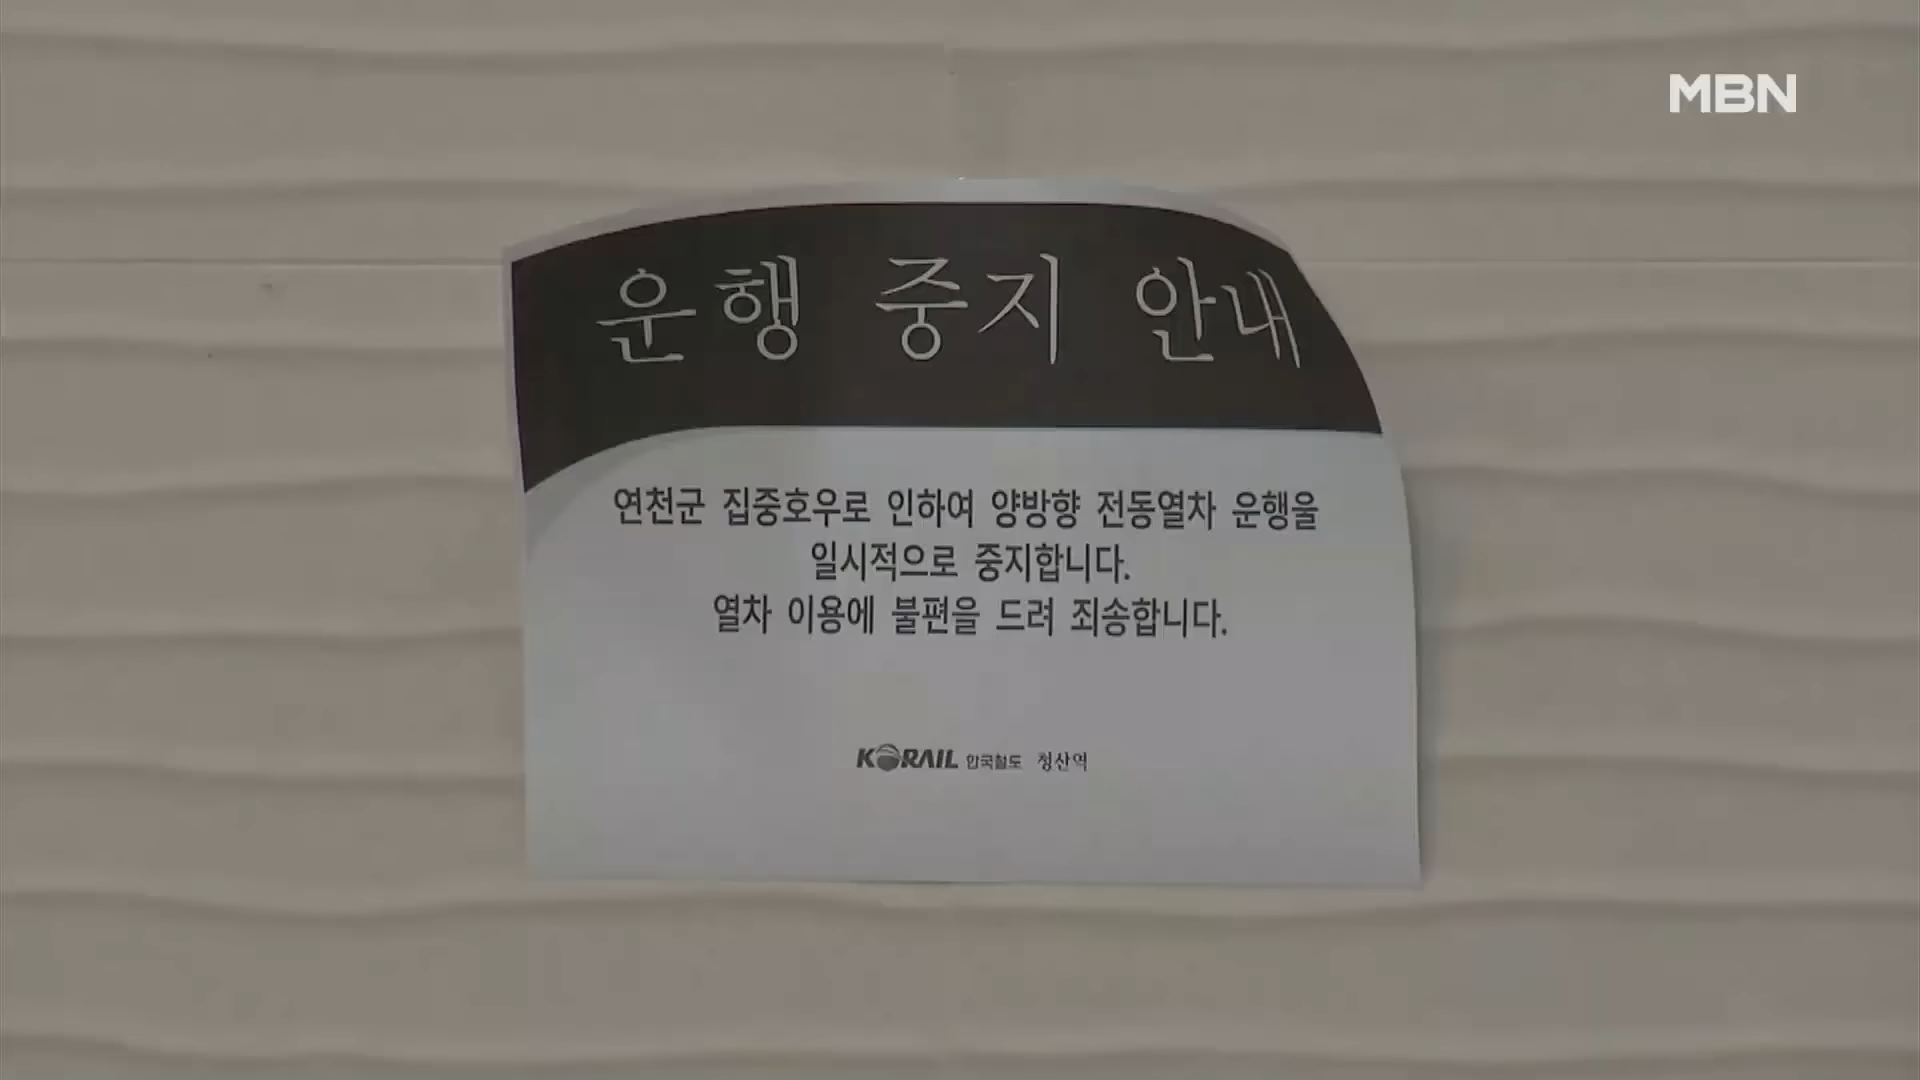 MBN
운행 중지 안내
연천군 집중호우로 인하여 양방향 전동열차 운행을
일시적으로 중지합니다.
열차 이용에 불편을 드려 죄송합니다.
KORAIL 한국철도 청산역